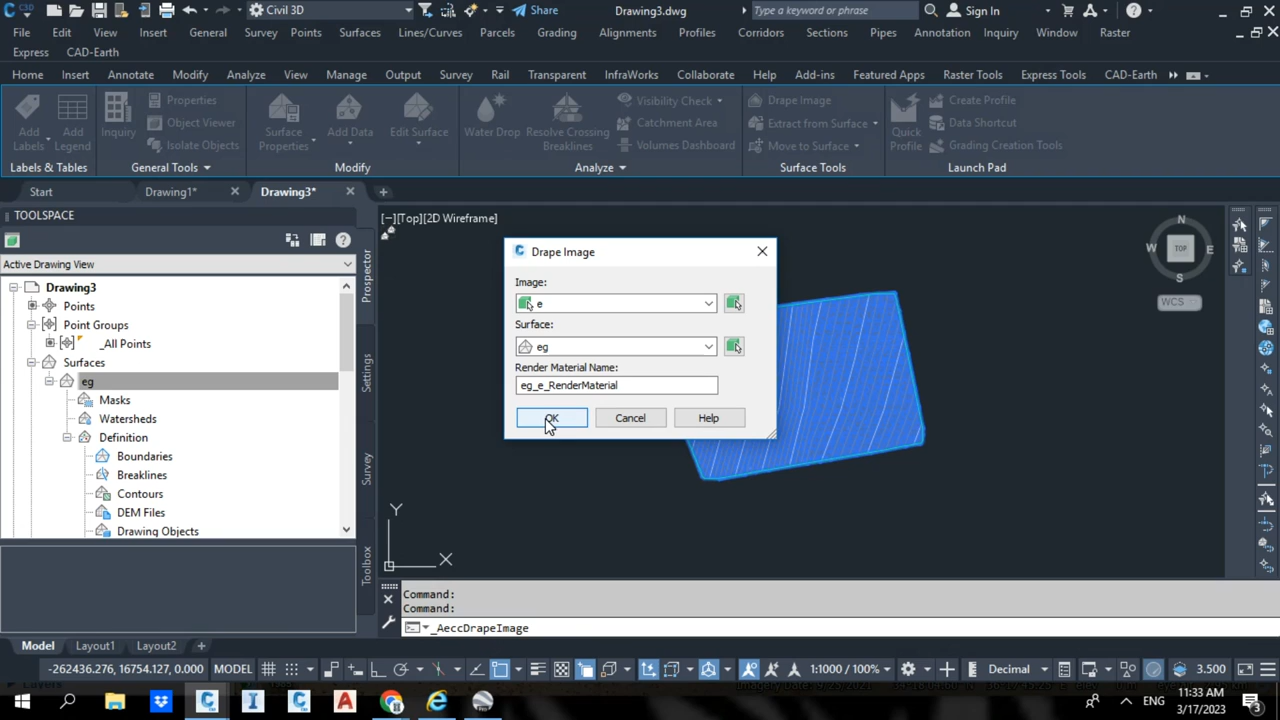 C3D
Civil 3D
Share
Drawing3.dwg
Type a keyword or phrase
Sign In
File Edit View Insert General Survey Points Surfaces Lines/Curves Parcels Grading Alignments Profiles Corridors Sections Pipes Annotation Inquiry Window Raster
Express CAD-Earth
Home Insert Annotate Modify Analyze View Manage Output Survey Rail Transparent InfraWorks Collaborate Help Add-ins Featured Apps Raster Tools Express Tools CAD-Earth
Add Labels
Add Legend
Inquiry
Properties
Object Viewer
Isolate Objects
Surface Properties
Add Data
Edit Surface
Water Drop
Resolve Crossing Breaklines
Visibility Check
Catchment Area
Volumes Dashboard
Drape Image
Extract from Surface
Move to Surface
Quick Profile
Create Profile
Data Shortcut
Grading Creation Tools
Labels & Tables General Tools Modify Analyze Surface Tools Launch Pad
Start Drawing1* Drawing3*
TOOLSPACE
Active Drawing View
Drawing3
Points
Point Groups
_All Points
Surfaces
eg
Masks
Watersheds
Definition
Boundaries
Breaklines
Contours
DEM Files
Drawing Objects
Prospector
Settings
Survey
Toolbox
[−][Top][2D Wireframe]
N
W TOP E
S
WCS
Drape Image
Image:
e
Surface:
eg
Render Material Name:
eg_e_RenderMaterial
OK Cancel Help
Y
X
Command:
Command:
_AeccDrapeImage
Model Layout1 Layout2
-262436.276, 16754.127, 0.000 MODEL 1:1000 / 100% Decimal 3.500
11:33 AM
ENG
3/17/2023
3